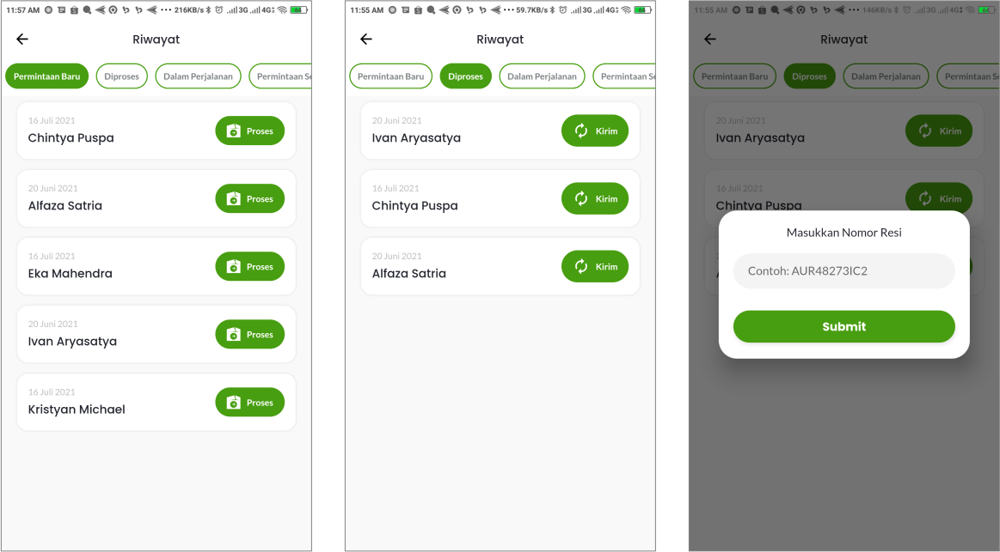 11:57 AM ... 216KB/s 3G 4G 64
Riwayat
Permintaan Baru Diproses Dalam Perjalanan Permintaan Se
16 Juli 2021
Chintya Puspa
Proses
20 Juni 2021
Alfaza Satria
Proses
16 Juli 2021
Eka Mahendra
Proses
20 Juni 2021
Ivan Aryasatya
Proses
16 Juli 2021
Kristyan Michael
Proses
11:55 AM ... 59.7KB/s 3G 4G 64
Riwayat
Permintaan Baru Diproses Dalam Perjalanan Permintaan Se
20 Juni 2021
Ivan Aryasatya
Kirim
16 Juli 2021
Chintya Puspa
Kirim
20 Juni 2021
Alfaza Satria
Kirim
11:55 AM ... 146KB/s 3G 4G 64
Riwayat
Permintaan Baru Diproses Dalam Perjalanan Permintaan Se
20 Juni 2021
Ivan Aryasatya
Kirim
16 Juli 2021
Chintya Puspa
Kirim
Masukkan Nomor Resi
Contoh: AUR48273IC2
Submit